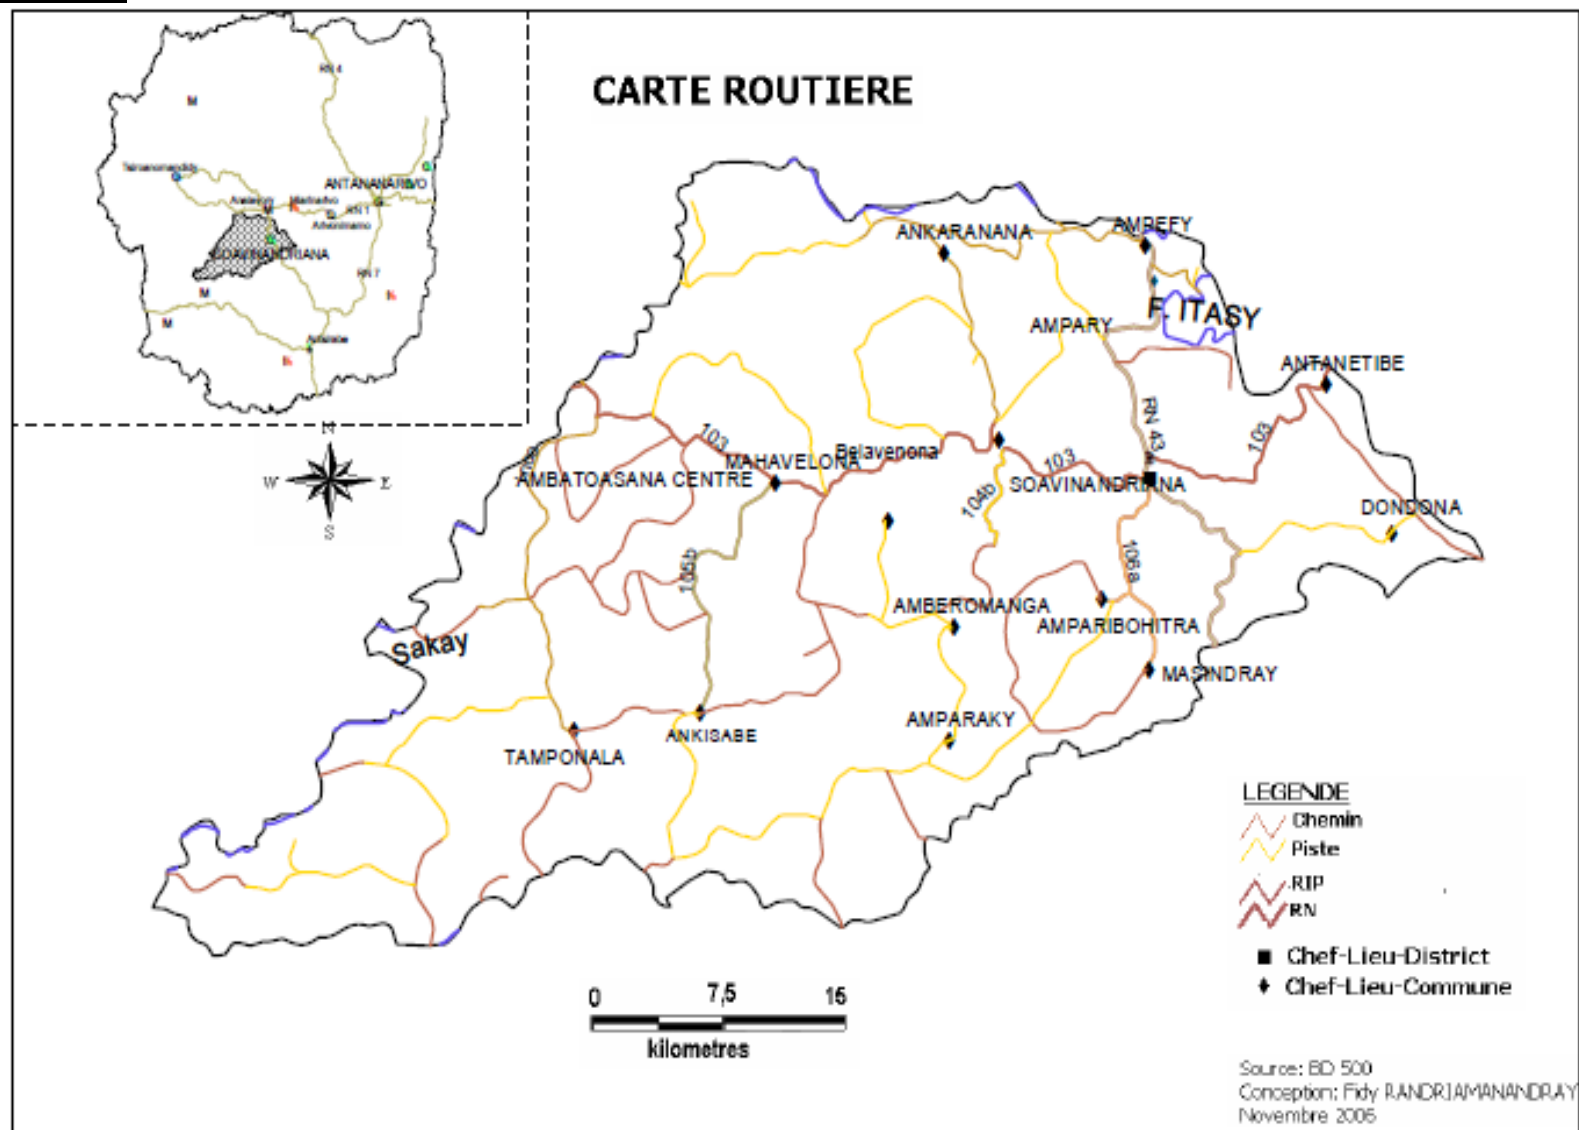 CARTE ROUTIERE
RN 4
M
Tsiroanomandidy
ANTANANARIVO
RN 1
SOAVINANDRIANA
RN 7
M
M
N
W
E
S
ANKARANANA
AMPEFY
F. ITASY
AMPARY
ANTANETIBE
RN 43
103
103
Belavenona
MAHAVELONA
103
AMBATOASANA CENTRE
SOAVINANDRIANA
104b
DONDONA
105b
106a
AMBEROMANGA
AMPARIBOHITRA
Sakay
MASINDRAY
AMPARAKY
ANKISABE
TAMPONALA
LEGENDE
Chemin
Piste
RIP
RN
Chef-Lieu-District
Chef-Lieu-Commune
0 7,5 15
kilometres
Source: BD 500
Conception: Fidy RANDRIAMANANDRAY
Novembre 2006